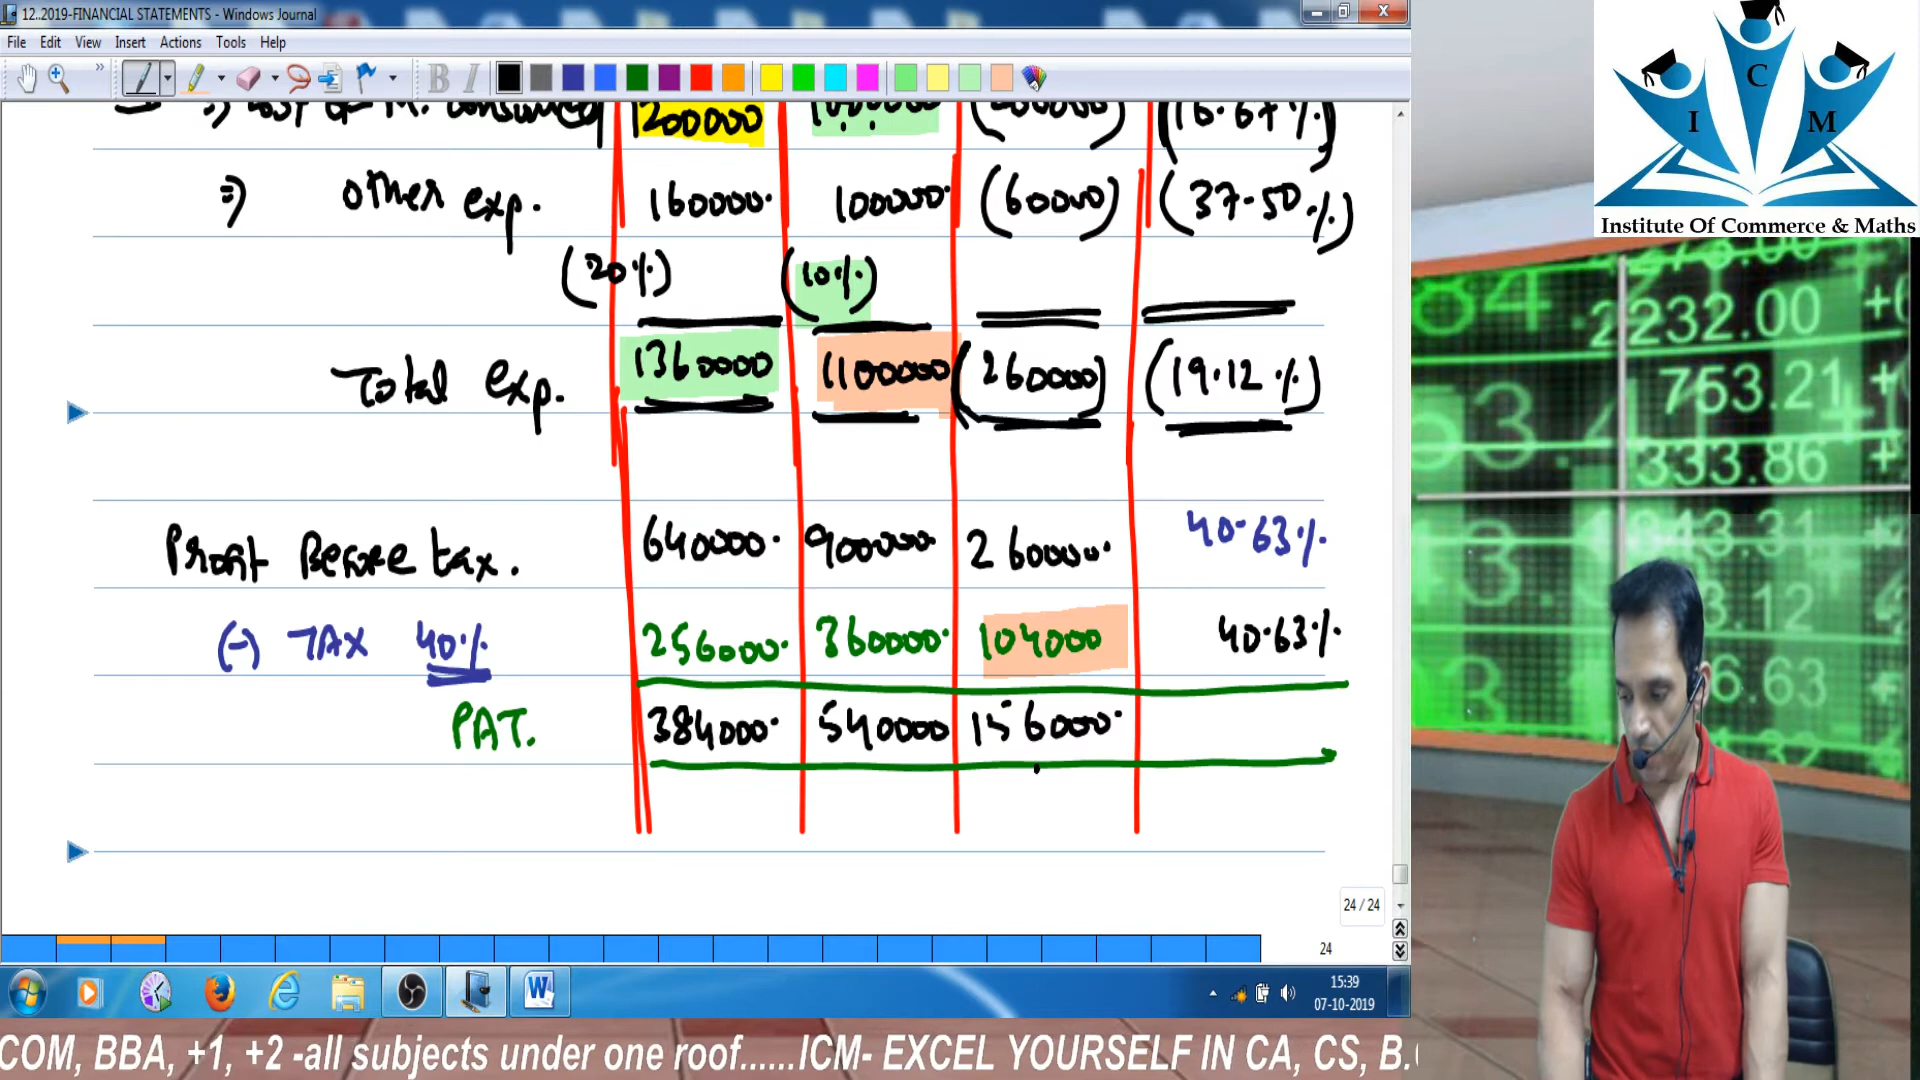 12..2019-FINANCIAL STATEMENTS - Windows Journal
File Edit View Insert Actions Tools Help
B I
1200000 (16.67%)
=) other exp. 160000. 100000. (60000) (37.50%)
(20%) (10%)
Total exp. 1360000 1100000 (260000) (19.12%)
Profit Before tax. 640000. 900000. 260000. 40.63%
(-) TAX 40% 256000. 360000. 104000 40.63%
PAT. 384000. 540000 156000.
24 / 24
24
15:39
07-10-2019
COM, BBA, +1, +2 -all subjects under one roof......ICM- EXCEL YOURSELF IN CA, CS, B.
I C M
Institute Of Commerce & Maths
2232.00
753.21
333.86